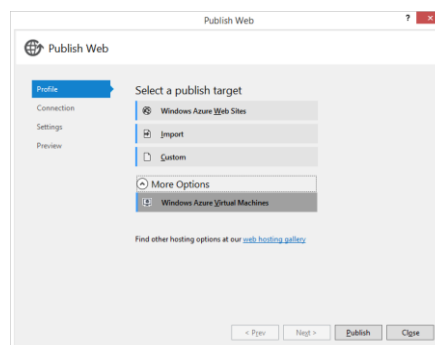 Publish Web
?
Publish Web
Profile
Connection
Settings
Preview
Select a publish target
Windows Azure Web Sites
Import
Custom
More Options
Windows Azure Virtual Machines
Find other hosting options at our web hosting gallery
< Prev
Next >
Publish
Close